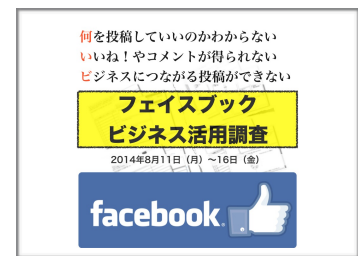 何を投稿していいのかわからない
いいね！やコメントが得られない
ビジネスにつながる投稿ができない
フェイスブック
ビジネス活用調査
2014年8月11日（月）～16日（金）
facebook